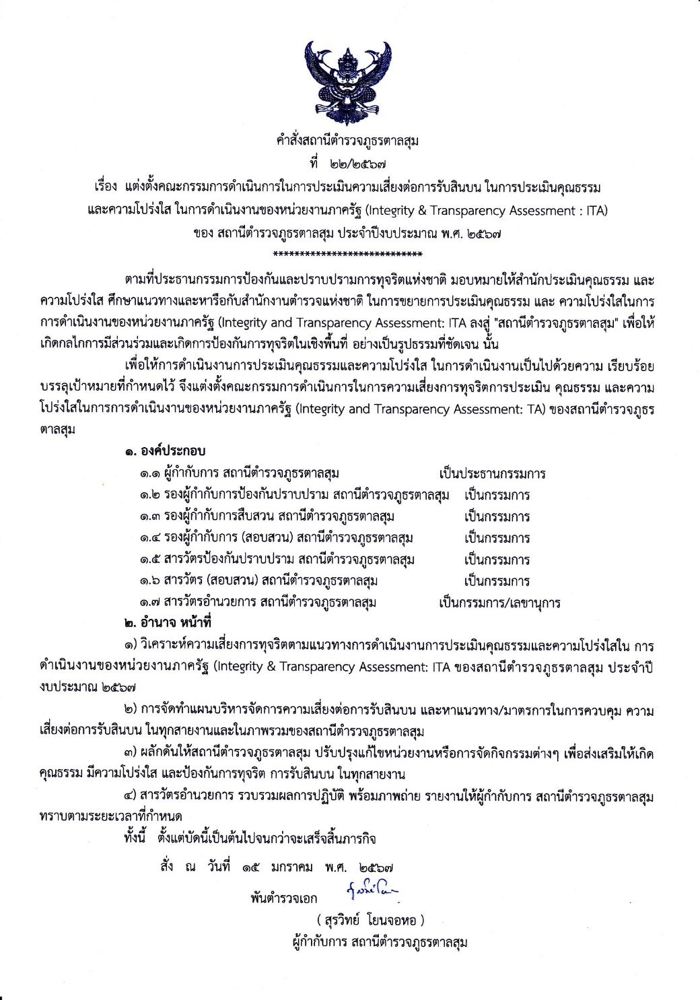 คำสั่งสถานีตำรวจภูธรตาลสุม
ที่ ๒๒/๒๕๖๗
เรื่อง แต่งตั้งคณะกรรมการดำเนินการในการประเมินความเสี่ยงต่อการรับสินบน ในการประเมินคุณธรรม
และความโปร่งใส ในการดำเนินงานของหน่วยงานภาครัฐ (Integrity & Transparency Assessment : ITA)
ของ สถานีตำรวจภูธรตาลสุม ประจำปีงบประมาณ พ.ศ. ๒๕๖๗
****************************
ตามที่ประธานกรรมการป้องกันและปราบปรามการทุจริตแห่งชาติ มอบหมายให้สำนักประเมินคุณธรรม และ
ความโปร่งใส ศึกษาแนวทางและหารือกับสำนักงานตำรวจแห่งชาติ ในการขยายการประเมินคุณธรรม และ ความโปร่งใสในการ
การดำเนินงานของหน่วยงานภาครัฐ (Integrity and Transparency Assessment: ITA ลงสู่ "สถานีตำรวจภูธรตาลสุม" เพื่อให้
เกิดกลไกการมีส่วนร่วมและเกิดการป้องกันการทุจริตในเชิงพื้นที่ อย่างเป็นรูปธรรมที่ชัดเจน นั้น
เพื่อให้การดำเนินงานการประเมินคุณธรรมและความโปร่งใส ในการดำเนินงานเป็นไปด้วยความ เรียบร้อย
บรรลุเป้าหมายที่กำหนดไว้ จึงแต่งตั้งคณะกรรมการดำเนินการในการความเสี่ยงการทุจริตการประเมิน คุณธรรม และความ
โปร่งใสในการการดำเนินงานของหน่วยงานภาครัฐ (Integrity and Transparency Assessment: TA) ของสถานีตำรวจภูธร
ตาลสุม
๑. องค์ประกอบ
๑.๑ ผู้กำกับการ สถานีตำรวจภูธรตาลสุม เป็นประธานกรรมการ
๑.๒ รองผู้กำกับการป้องกันปราบปราม สถานีตำรวจภูธรตาลสุม เป็นกรรมการ
๑.๓ รองผู้กำกับการสืบสวน สถานีตำรวจภูธรตาลสุม เป็นกรรมการ
๑.๔ รองผู้กำกับการ (สอบสวน) สถานีตำรวจภูธรตาลสุม เป็นกรรมการ
๑.๕ สารวัตรป้องกันปราบปราม สถานีตำรวจภูธรตาลสุม เป็นกรรมการ
๑.๖ สารวัตร (สอบสวน) สถานีตำรวจภูธรตาลสุม เป็นกรรมการ
๑.๗ สารวัตรอำนวยการ สถานีตำรวจภูธรตาลสุม เป็นกรรมการ/เลขานุการ
๒. อำนาจ หน้าที่
๑) วิเคราะห์ความเสี่ยงการทุจริตตามแนวทางการดำเนินงานการประเมินคุณธรรมและความโปร่งใสใน การ
ดำเนินงานของหน่วยงานภาครัฐ (Integrity & Transparency Assessment: ITA ของสถานีตำรวจภูธรตาลสุม ประจำปี
งบประมาณ ๒๕๖๗
๒) การจัดทำแผนบริหารจัดการความเสี่ยงต่อการรับสินบน และหาแนวทาง/มาตรการในการควบคุม ความ
เสี่ยงต่อการรับสินบน ในทุกสายงานและในภาพรวมของสถานีตำรวจภูธรตาลสุม
๓) ผลักดันให้สถานีตำรวจภูธรตาลสุม ปรับปรุงแก้ไขหน่วยงานหรือการจัดกิจกรรมต่างๆ เพื่อส่งเสริมให้เกิด
คุณธรรม มีความโปร่งใส และป้องกันการทุจริต การรับสินบน ในทุกสายงาน
๔) สารวัตรอำนวยการ รวบรวมผลการปฏิบัติ พร้อมภาพถ่าย รายงานให้ผู้กำกับการ สถานีตำรวจภูธรตาลสุม
ทราบตามระยะเวลาที่กำหนด
ทั้งนี้ ตั้งแต่บัดนี้เป็นต้นไปจนกว่าจะเสร็จสิ้นภารกิจ
สั่ง ณ วันที่ ๑๕ มกราคม พ.ศ. ๒๕๖๗
พันตำรวจเอก
( สุรวิทย์ โยนจอหอ )
ผู้กำกับการ สถานีตำรวจภูธรตาลสุม